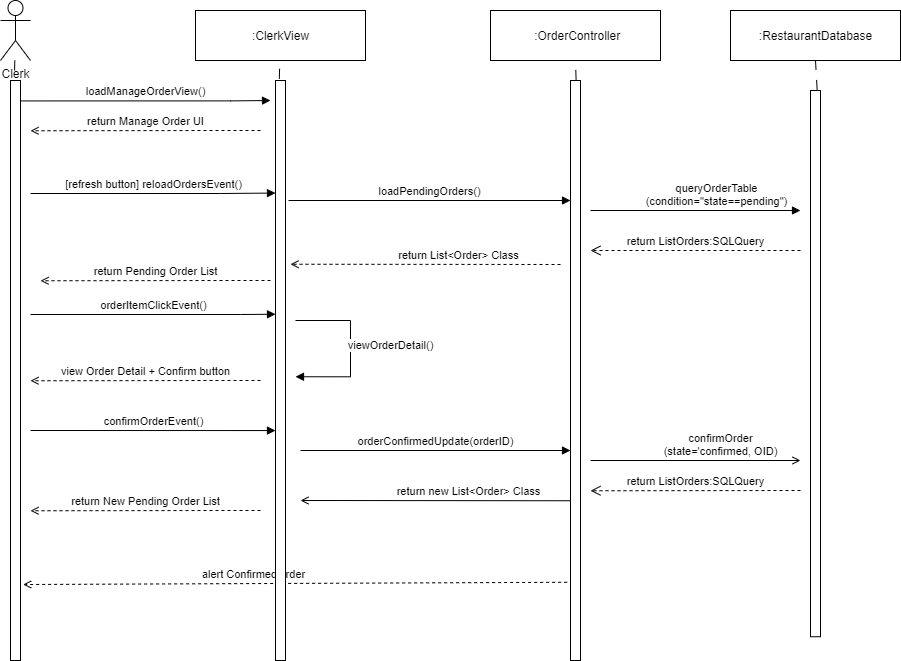 :ClerkView
:OrderController
:RestaurantDatabase
Clerk
loadManageOrderView()
return Manage Order UI
[refresh button] reloadOrdersEvent()
loadPendingOrders()
queryOrderTable
(condition="state==pending")
return ListOrders:SQLQuery
return List<Order> Class
return Pending Order List
orderItemClickEvent()
viewOrderDetail()
view Order Detail + Confirm button
confirmOrderEvent()
orderConfirmedUpdate(orderID)
confirmOrder
(state='confirmed, OID)
return ListOrders:SQLQuery
return new List<Order> Class
return New Pending Order List
alert Confirmed rder